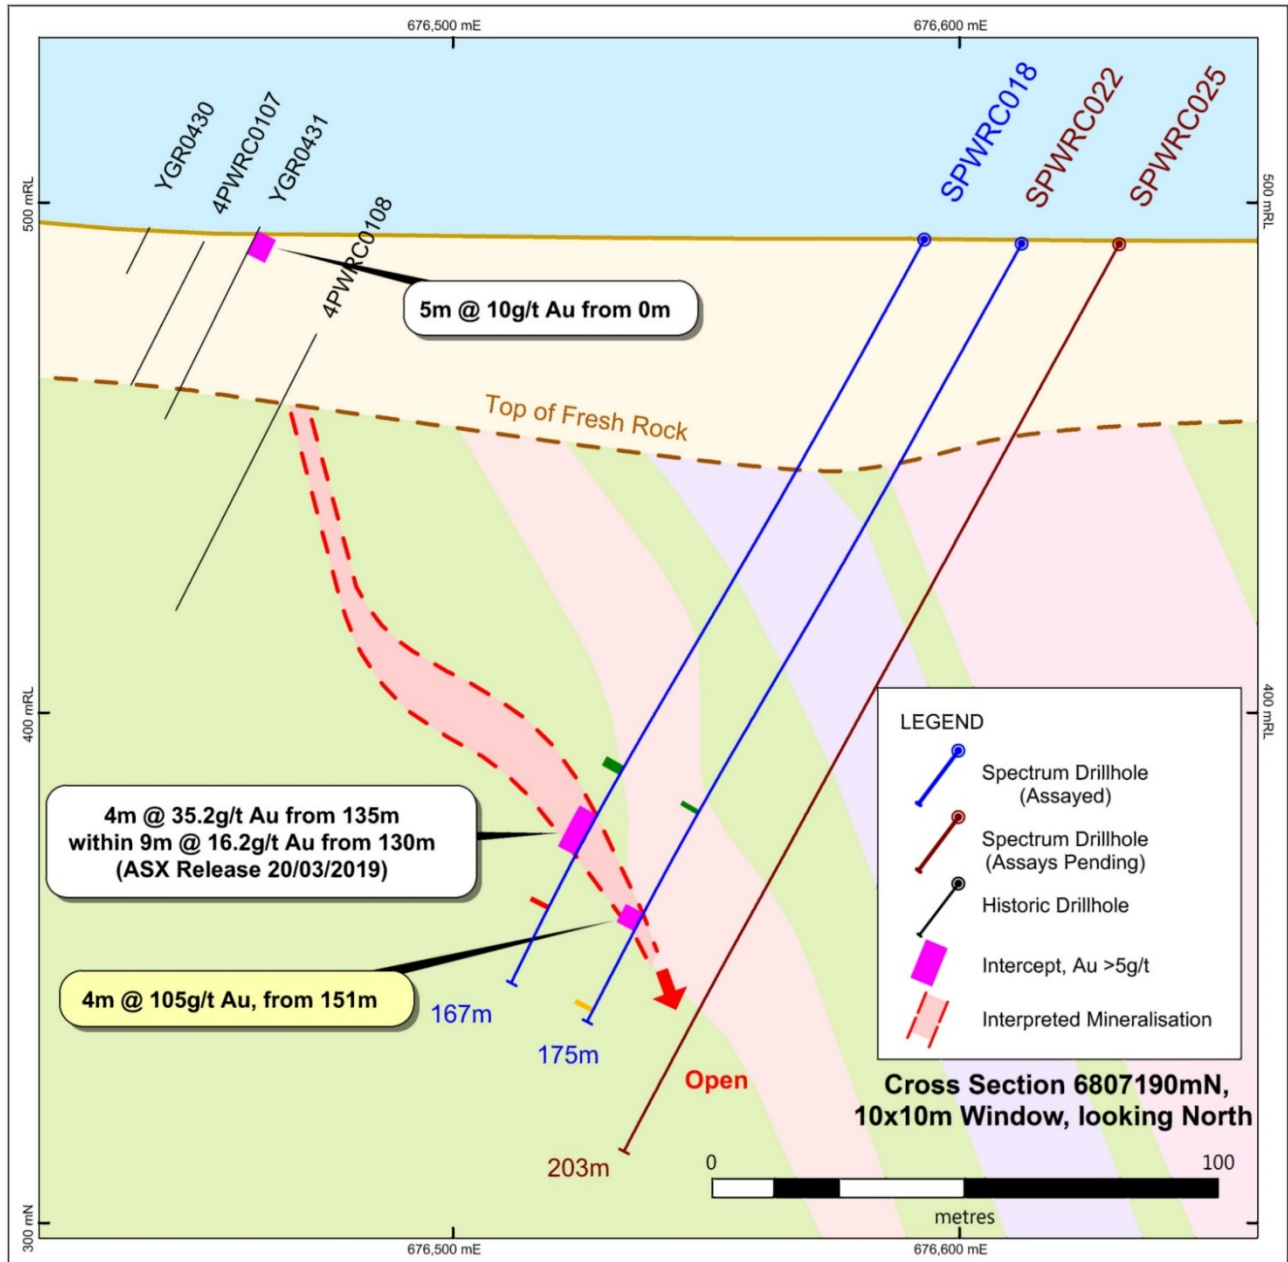 676,500 mE
676,600 mE
YGR0430
4PWRC0107
YGR0431
4PWRC0108
SPWRC018
SPWRC022
SPWRC025
500 mRL
500 mRL
5m @ 10g/t Au from 0m
Top of Fresh Rock
400 mRL
400 mRL
LEGEND
Spectrum Drillhole
(Assayed)
Spectrum Drillhole
(Assays Pending)
Historic Drillhole
Intercept, Au >5g/t
Interpreted Mineralisation
4m @ 35.2g/t Au from 135m
within 9m @ 16.2g/t Au from 130m
(ASX Release 20/03/2019)
4m @ 105g/t Au, from 151m
167m
175m
Open
203m
Cross Section 6807190mN,
10x10m Window, looking North
0
100
metres
300 mN
676,500 mE
676,600 mE